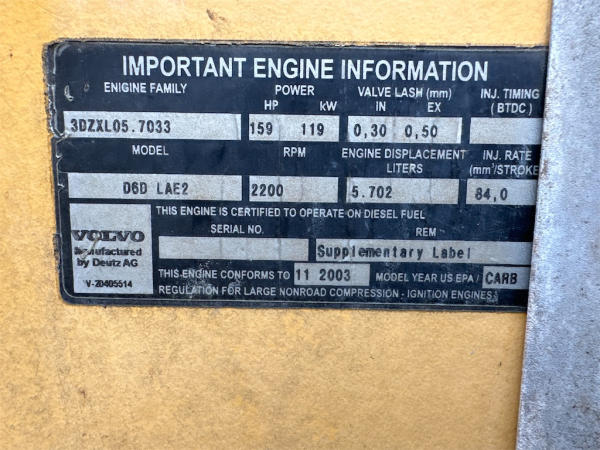 IMPORTANT ENGINE INFORMATION
ENGINE FAMILY POWER VALVE LASH (mm) INJ. TIMING
HP kW IN EX (BTDC)
3DZXL05.7033 159 119 0,30 0,50
MODEL RPM ENGINE DISPLACEMENT INJ. RATE
LITERS (mm³/STROKE
D6D LAE2 2200 5.702 84,0
THIS ENGINE IS CERTIFIED TO OPERATE ON DIESEL FUEL
SERIAL NO. REM
VOLVO
Manufactured
by Deutz AG
V-20405514
Supplementary Label
THIS ENGINE CONFORMS TO 11 2003 MODEL YEAR US EPA / CARB
REGULATION FOR LARGE NONROAD COMPRESSION - IGNITION ENGINES